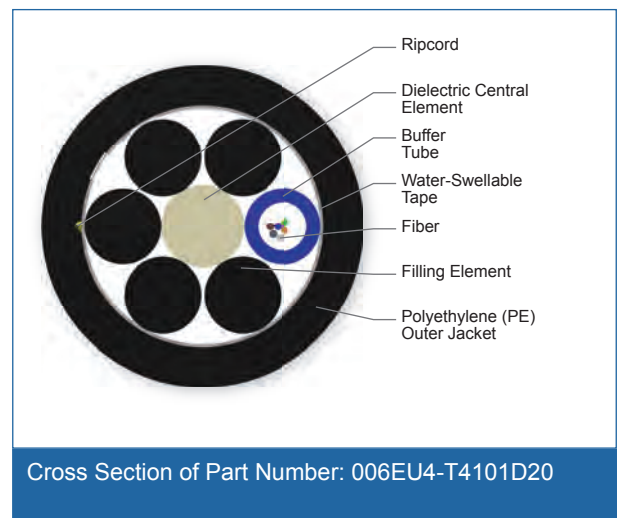 Ripcord
Dielectric Central
Element
Buffer
Tube
Water-Swellable
Tape
Fiber
Filling Element
Polyethylene (PE)
Outer Jacket
Cross Section of Part Number: 006EU4-T4101D20